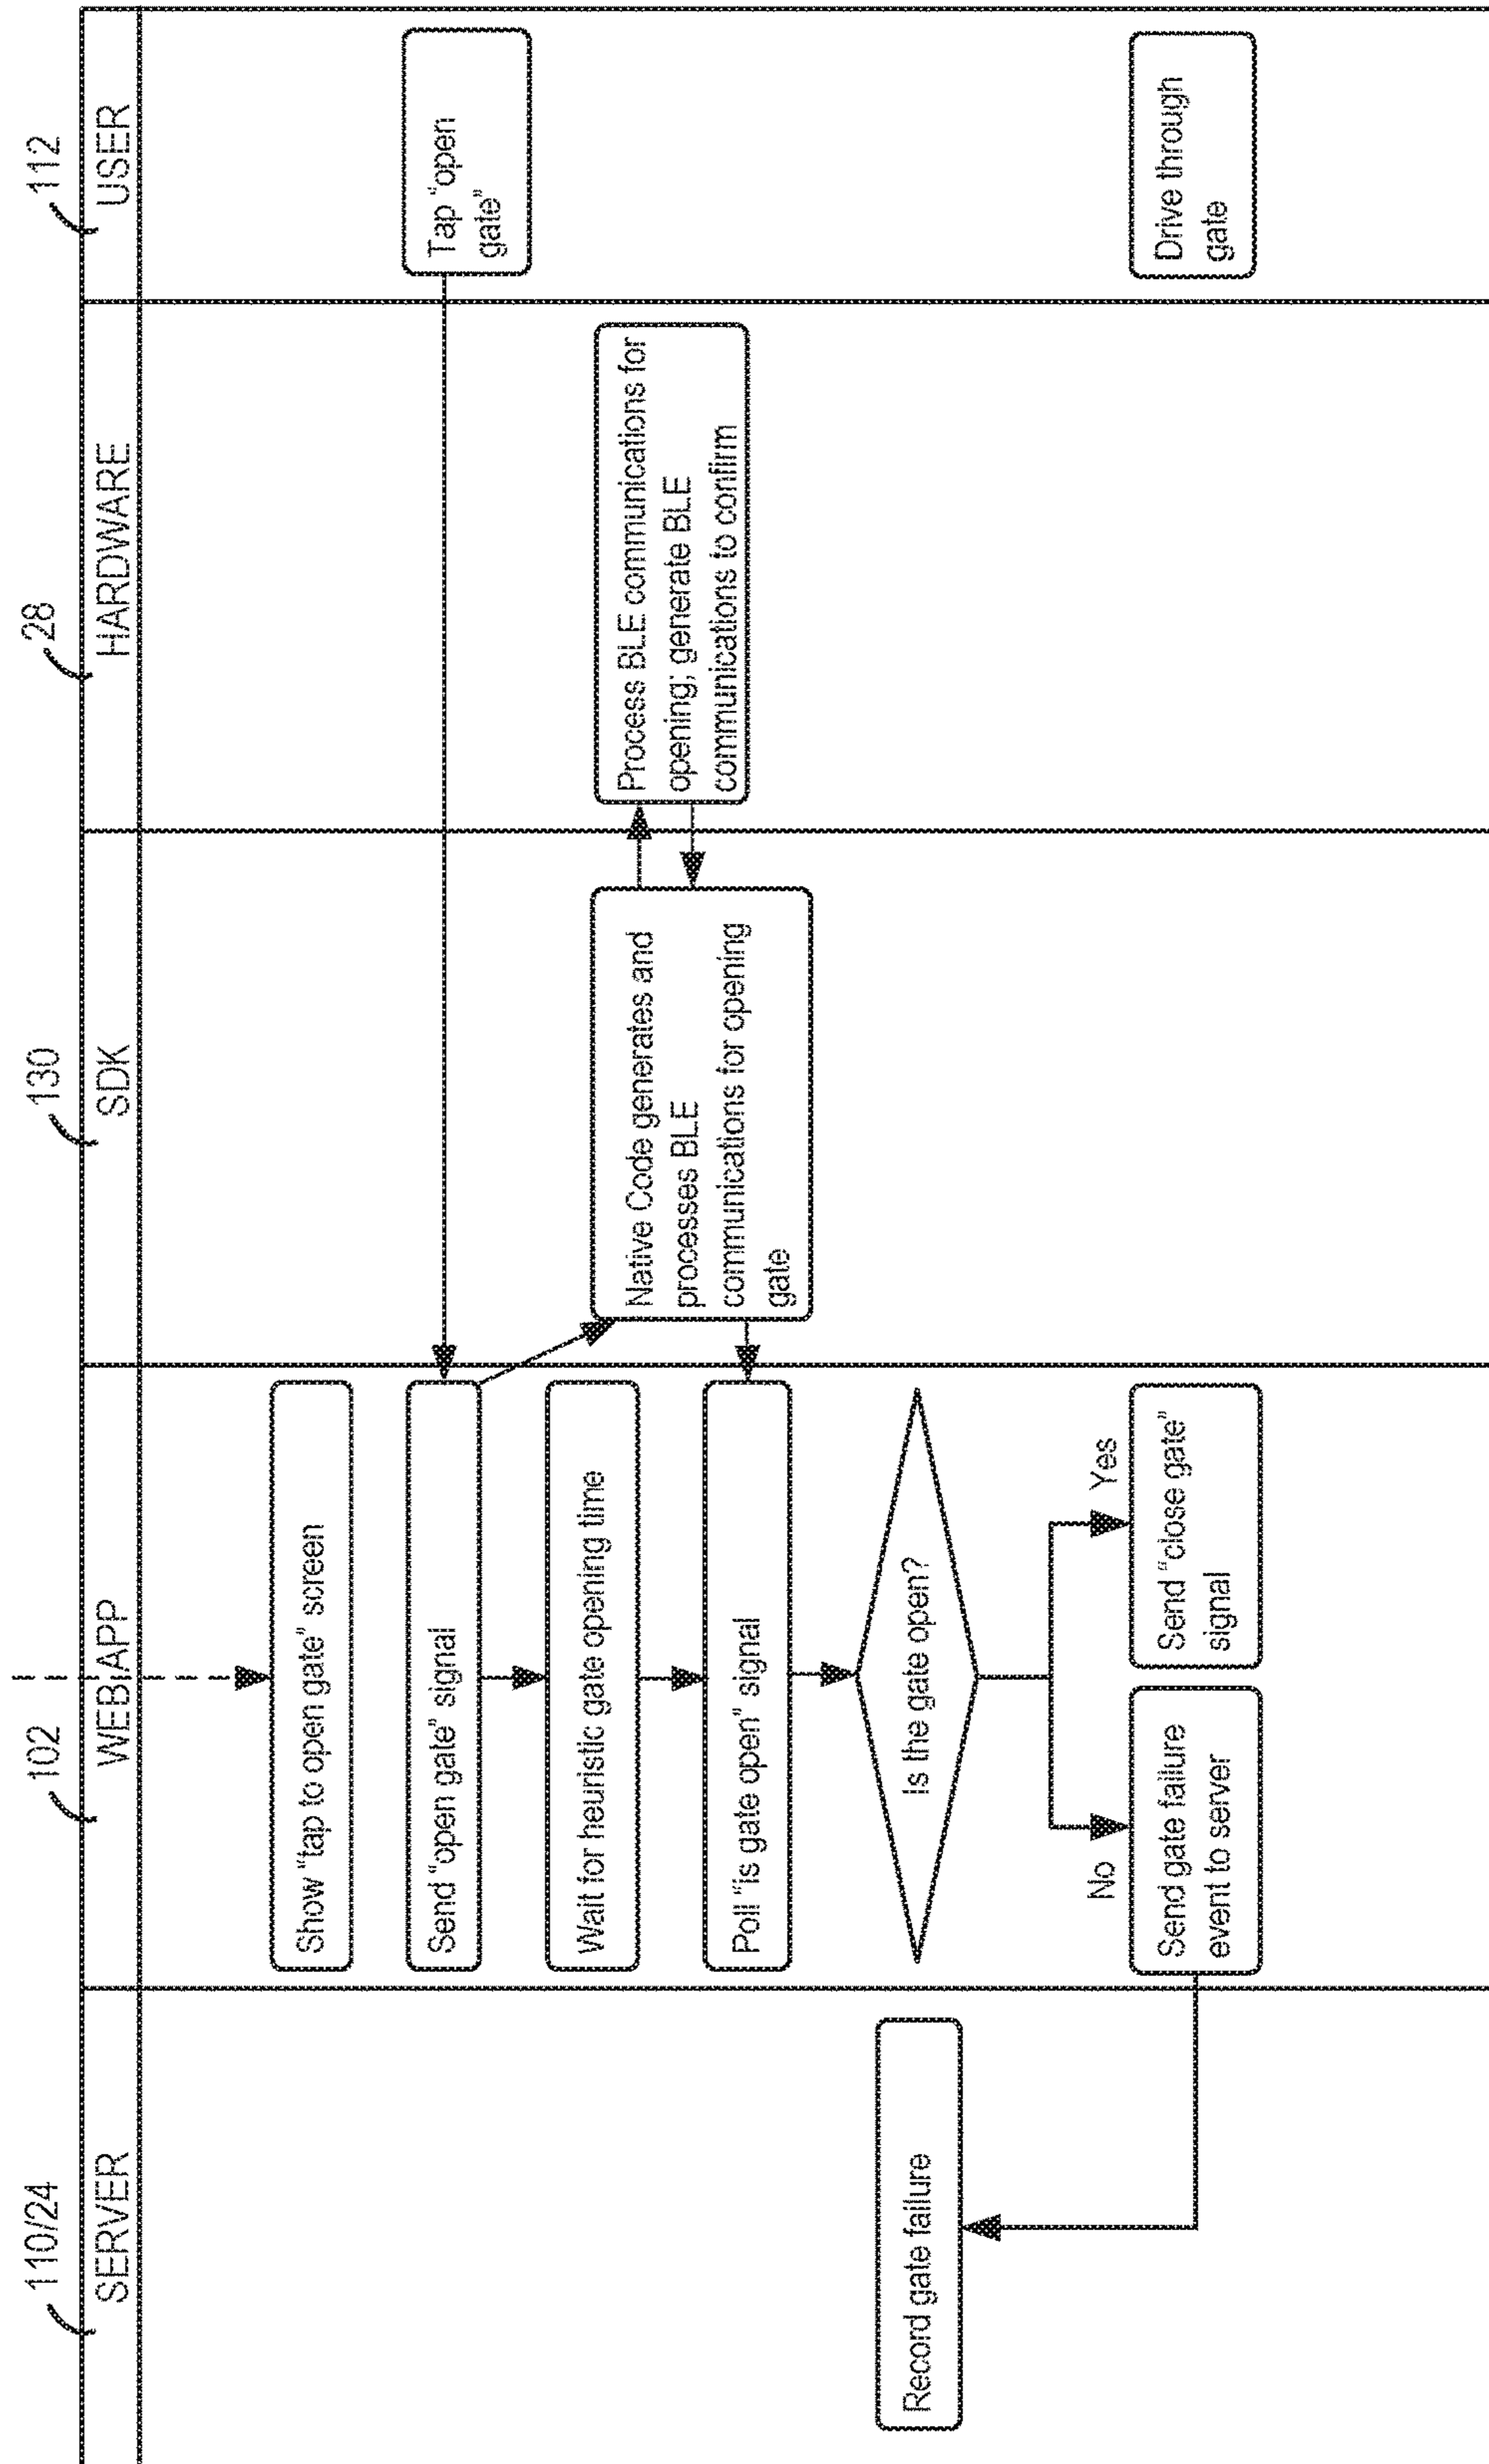 110/24
SERVER
102
WEB APP
130
SDK
28
HARDWARE
112
USER
Show “tap to open gate” screen
Tap “open
gate”
Send “open gate” signal
Wait for heuristic gate opening time
Native Code generates and
processes BLE
communications for opening
gate
Process BLE communications for
opening; generate BLE
communications to confirm
Poll “is gate open” signal
Record gate failure
Is the gate open?
No
Yes
Send gate failure
event to server
Send “close gate”
signal
Drive through
gate